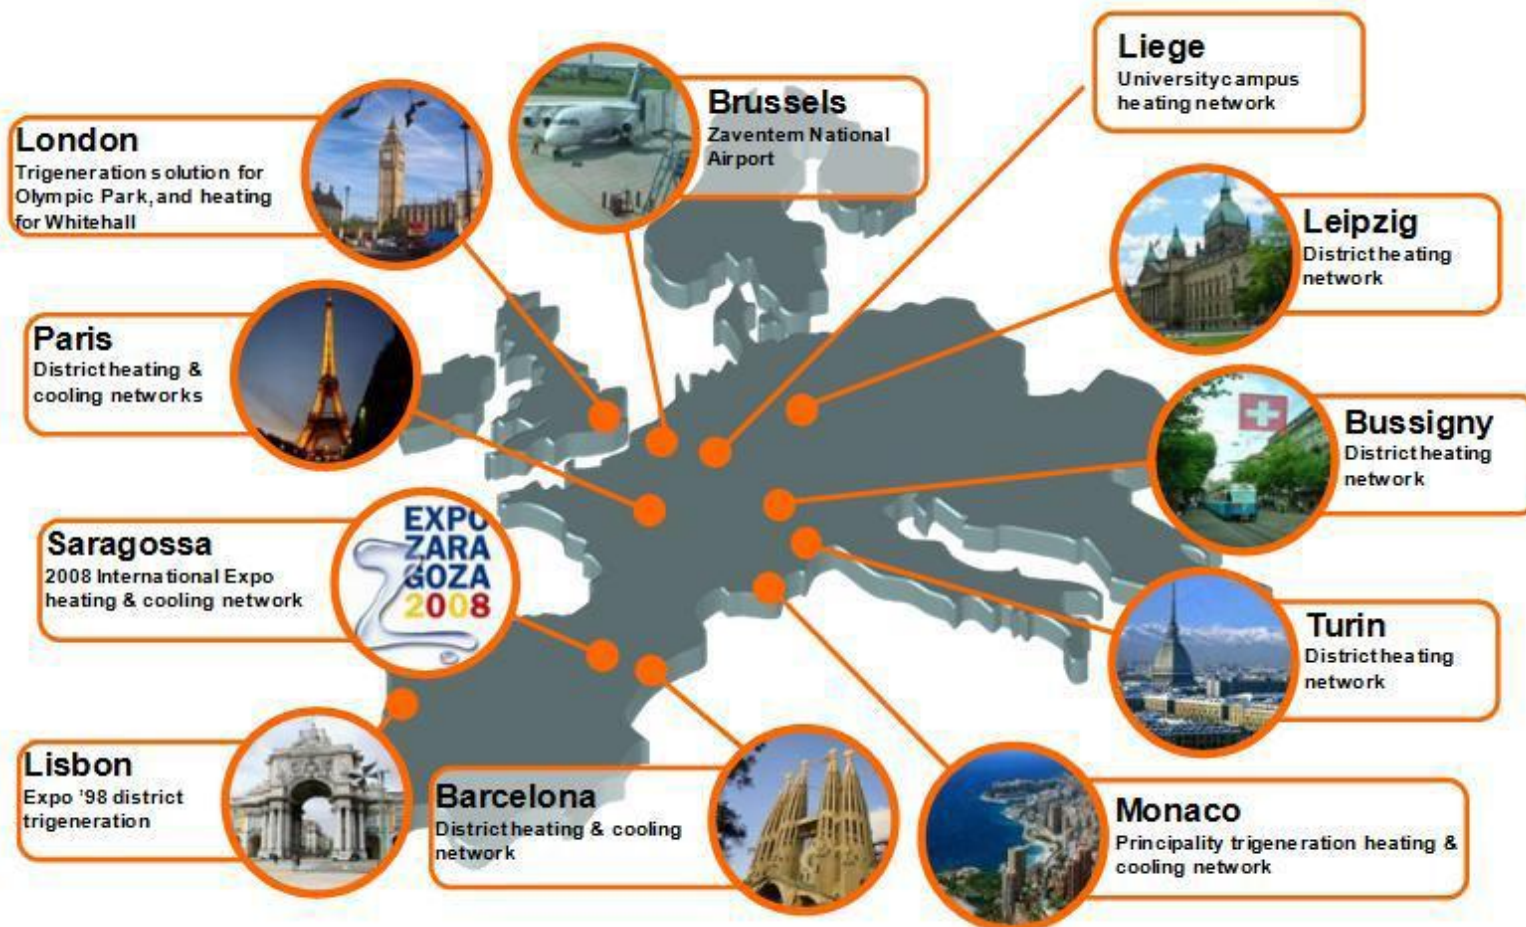 Liege
University campus
heating network
Brussels
Zaventem National
Airport
London
Trigeneration solution for
Olympic Park, and heating
for Whitehall
Leipzig
District heating
network
Paris
District heating &
cooling networks
Bussigny
District heating
network
EXPO
ZARA
GOZA
2008
Saragossa
2008 International Expo
heating & cooling network
Turin
District heating
network
Lisbon
Expo '98 district
trigeneration
Barcelona
District heating & cooling
network
Monaco
Principality trigeneration heating &
cooling network